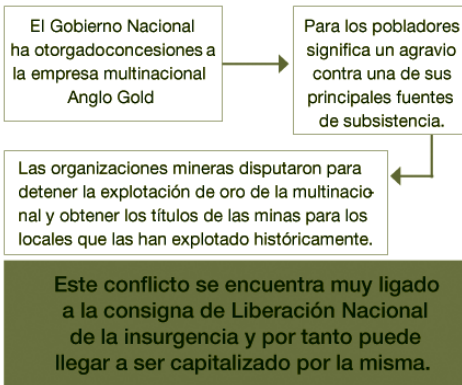 El Gobierno Nacional
ha otorgadoconcesiones a
la empresa multinacional
Anglo Gold
Para los pobladores
significa un agravio
contra una de sus
principales fuentes
de subsistencia.
Las organizaciones mineras disputaron para
detener la explotación de oro de la multinacio-
nal y obtener los títulos de las minas para los
locales que las han explotado históricamente.
Este conflicto se encuentra muy ligado
a la consigna de Liberación Nacional
de la insurgencia y por tanto puede
llegar a ser capitalizado por la misma.